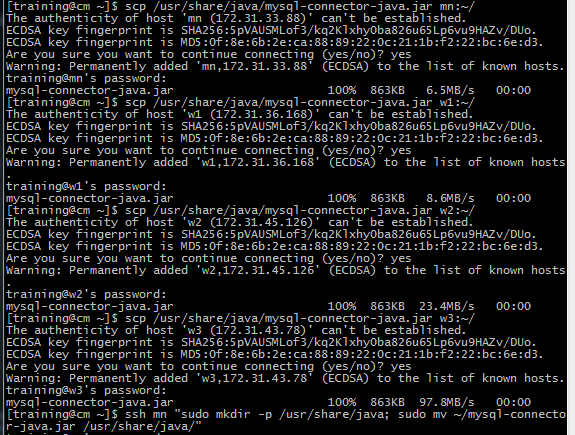 [training@cm ~]$ scp /usr/share/java/mysql-connector-java.jar mn:~/
The authenticity of host 'mn (172.31.33.88)' can't be established.
ECDSA key fingerprint is SHA256:5pVAUSMLof3/kq2Klxhy0ba826u65Lp6vu9HAZv/DUo.
ECDSA key fingerprint is MD5:0f:8e:6b:2e:ca:88:89:22:0c:21:1b:f2:22:bc:6e:d3.
Are you sure you want to continue connecting (yes/no)? yes
Warning: Permanently added 'mn,172.31.33.88' (ECDSA) to the list of known hosts.
training@mn's password:
mysql-connector-java.jar 100% 863KB 6.5MB/s 00:00
[training@cm ~]$ scp /usr/share/java/mysql-connector-java.jar w1:~/
The authenticity of host 'w1 (172.31.36.168)' can't be established.
ECDSA key fingerprint is SHA256:5pVAUSMLof3/kq2Klxhy0ba826u65Lp6vu9HAZv/DUo.
ECDSA key fingerprint is MD5:0f:8e:6b:2e:ca:88:89:22:0c:21:1b:f2:22:bc:6e:d3.
Are you sure you want to continue connecting (yes/no)? yes
Warning: Permanently added 'w1,172.31.36.168' (ECDSA) to the list of known hosts
.
training@w1's password:
mysql-connector-java.jar 100% 863KB 8.6MB/s 00:00
[training@cm ~]$ scp /usr/share/java/mysql-connector-java.jar w2:~/
The authenticity of host 'w2 (172.31.45.126)' can't be established.
ECDSA key fingerprint is SHA256:5pVAUSMLof3/kq2Klxhy0ba826u65Lp6vu9HAZv/DUo.
ECDSA key fingerprint is MD5:0f:8e:6b:2e:ca:88:89:22:0c:21:1b:f2:22:bc:6e:d3.
Are you sure you want to continue connecting (yes/no)? yes
Warning: Permanently added 'w2,172.31.45.126' (ECDSA) to the list of known hosts
.
training@w2's password:
mysql-connector-java.jar 100% 863KB 23.4MB/s 00:00
[training@cm ~]$ scp /usr/share/java/mysql-connector-java.jar w3:~/
The authenticity of host 'w3 (172.31.43.78)' can't be established.
ECDSA key fingerprint is SHA256:5pVAUSMLof3/kq2Klxhy0ba826u65Lp6vu9HAZv/DUo.
ECDSA key fingerprint is MD5:0f:8e:6b:2e:ca:88:89:22:0c:21:1b:f2:22:bc:6e:d3.
Are you sure you want to continue connecting (yes/no)? yes
Warning: Permanently added 'w3,172.31.43.78' (ECDSA) to the list of known hosts.
training@w3's password:
mysql-connector-java.jar 100% 863KB 97.8MB/s 00:00
[training@cm ~]$ ssh mn "sudo mkdir -p /usr/share/java; sudo mv ~/mysql-connecto
r-java.jar /usr/share/java/"